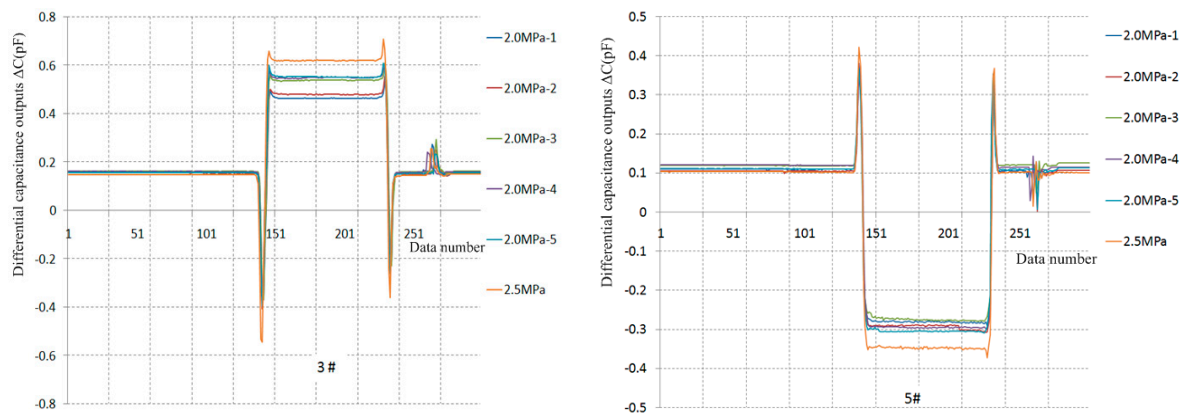 Differential capacitance outputs ΔC(pF)
0.8
0.6
0.4
0.2
0
-0.2
-0.4
-0.6
-0.8
1
51
101
151
201
251
Data number
3 #
2.0MPa-1
2.0MPa-2
2.0MPa-3
2.0MPa-4
2.0MPa-5
2.5MPa
Differential capacitance outputs ΔC(pF)
0.5
0.4
0.3
0.2
0.1
0
-0.1
-0.2
-0.3
-0.4
-0.5
1
51
101
151
201
251
Data number
5#
2.0MPa-1
2.0MPa-2
2.0MPa-3
2.0MPa-4
2.0MPa-5
2.5MPa